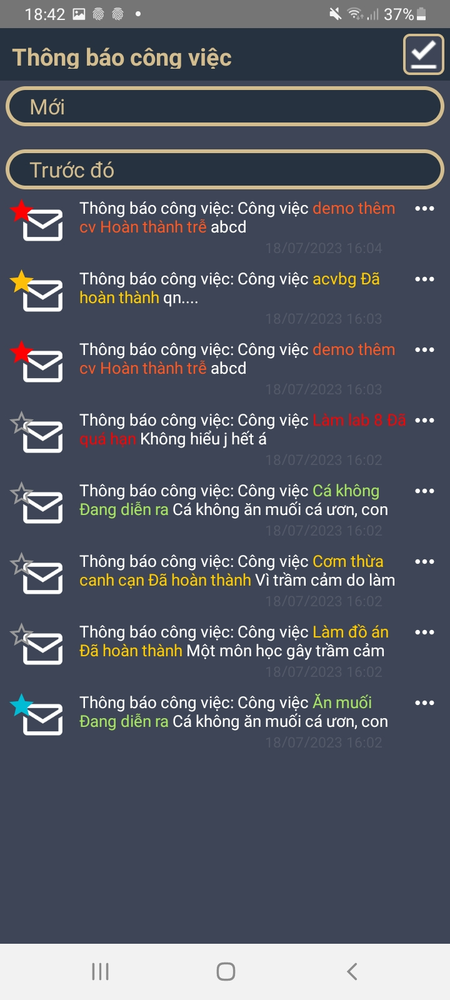 18:42
37%
Thông báo công việc
Mới
Trước đó
Thông báo công việc: Công việc demo thêm
cv Hoàn thành trễ abcd
18/07/2023 16:04
Thông báo công việc: Công việc acvbg Đã
hoàn thành qn....
18/07/2023 16:03
Thông báo công việc: Công việc demo thêm
cv Hoàn thành trễ abcd
18/07/2023 16:03
Thông báo công việc: Công việc Làm lab 8 Đã
quá hạn Không hiểu j hết á
18/07/2023 16:02
Thông báo công việc: Công việc Cá không
Đang diễn ra Cá không ăn muối cá ươn, con
18/07/2023 16:02
Thông báo công việc: Công việc Cơm thừa
canh cạn Đã hoàn thành Vì trầm cảm do làm
18/07/2023 16:02
Thông báo công việc: Công việc Làm đồ án
Đã hoàn thành Một môn học gây trầm cảm
18/07/2023 16:02
Thông báo công việc: Công việc Ăn muối
Đang diễn ra Cá không ăn muối cá ươn, con
18/07/2023 16:02